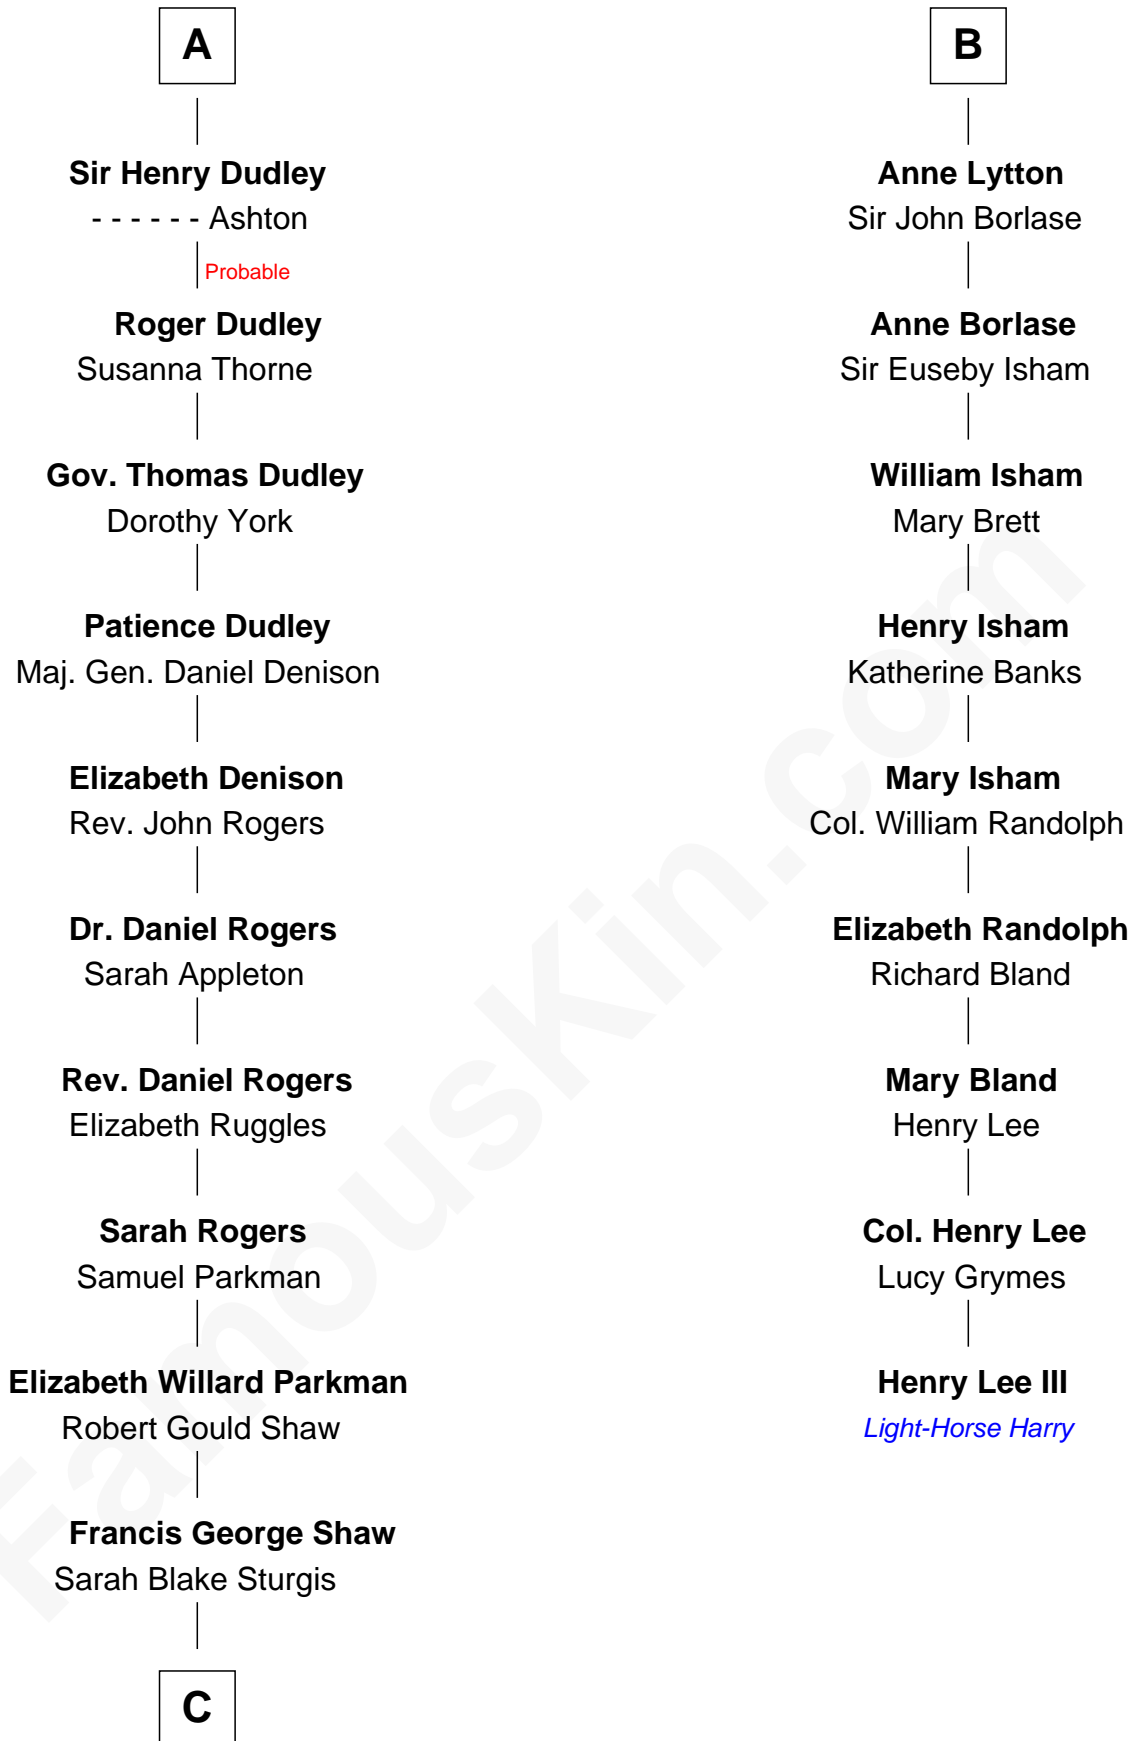 A
Sir Henry Dudley
- - - - - - Ashton
Probable
Roger Dudley
Susanna Thorne
Gov. Thomas Dudley
Dorothy York
Patience Dudley
Maj. Gen. Daniel Denison
Elizabeth Denison
Rev. John Rogers
Dr. Daniel Rogers
Sarah Appleton
Rev. Daniel Rogers
Elizabeth Ruggles
Sarah Rogers
Samuel Parkman
Elizabeth Willard Parkman
Robert Gould Shaw
Francis George Shaw
Sarah Blake Sturgis
C
B
Anne Lytton
Sir John Borlase
Anne Borlase
Sir Euseby Isham
William Isham
Mary Brett
Henry Isham
Katherine Banks
Mary Isham
Col. William Randolph
Elizabeth Randolph
Richard Bland
Mary Bland
Henry Lee
Col. Henry Lee
Lucy Grymes
Henry Lee III
Light-Horse Harry
FamousKin.com